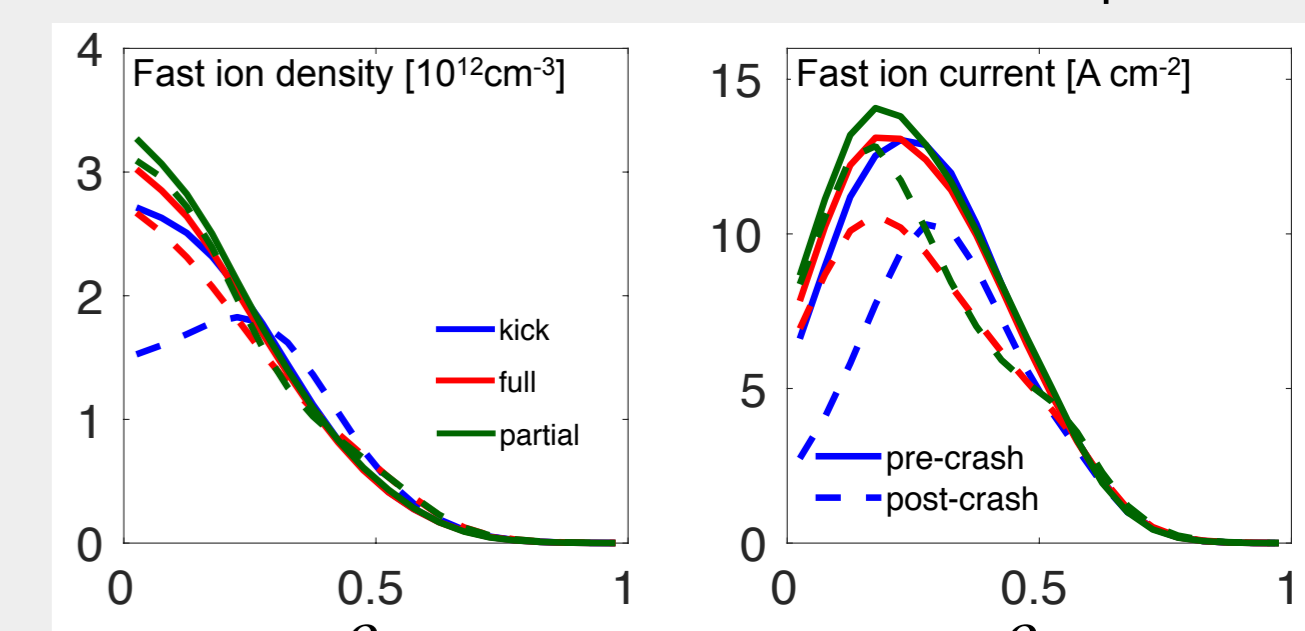 Fast ion density [10¹²cm⁻³]
4
3
2
1
0
0
0.5
1
kick
full
partial
Fast ion current [A cm⁻²]
15
10
5
0
0
0.5
1
pre-crash
post-crash